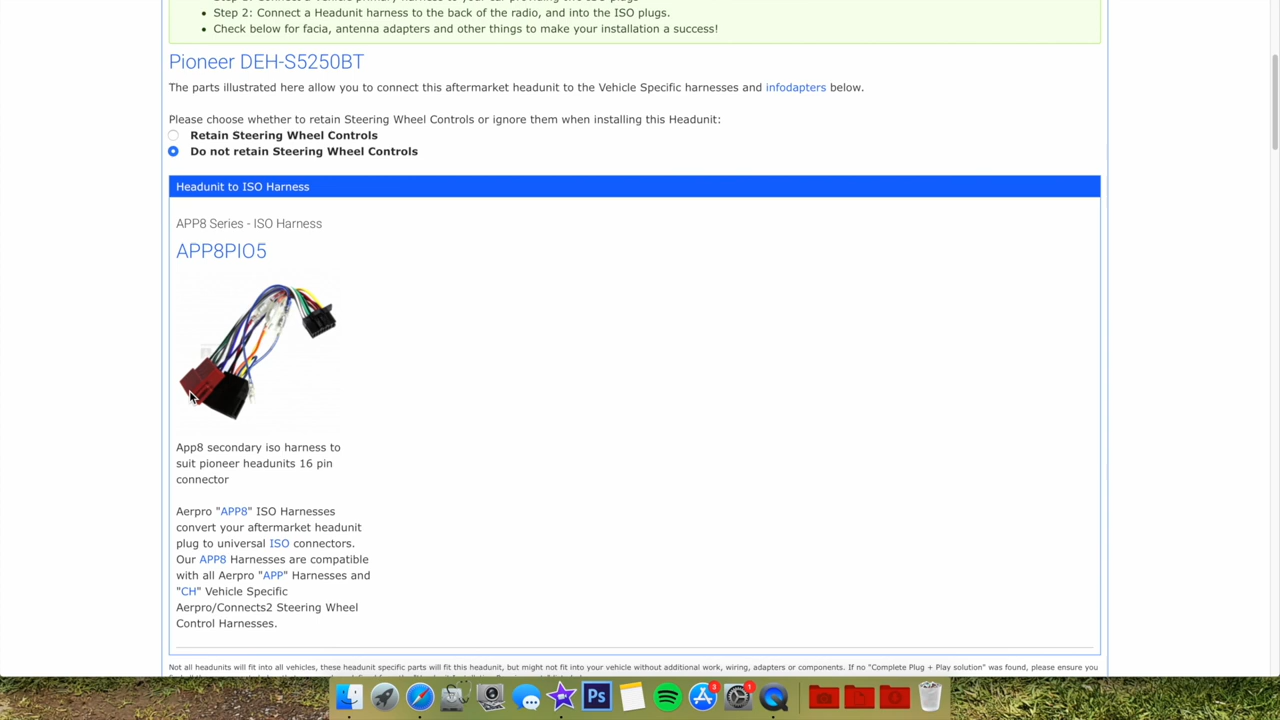 • Step 2: Connect a Headunit harness to the back of the radio, and into the ISO plugs.
• Check below for facia, antenna adapters and other things to make your installation a success!
Pioneer DEH-S5250BT
The parts illustrated here allow you to connect this aftermarket headunit to the Vehicle Specific harnesses and infodapters below.
Please choose whether to retain Steering Wheel Controls or ignore them when installing this Headunit:
Retain Steering Wheel Controls
Do not retain Steering Wheel Controls
Headunit to ISO Harness
APP8 Series - ISO Harness
APP8PIO5
App8 secondary iso harness to
suit pioneer headunits 16 pin
connector
Aerpro "APP8" ISO Harnesses
convert your aftermarket headunit
plug to universal ISO connectors.
Our APP8 Harnesses are compatible
with all Aerpro "APP" Harnesses and
"CH" Vehicle Specific
Aerpro/Connects2 Steering Wheel
Control Harnesses.
Not all headunits will fit into all vehicles, these headunit specific parts will fit this headunit, but might not fit into your vehicle without additional work, wiring, adapters or components. If no "Complete Plug + Play solution" was found, please ensure you
Ps
3
1